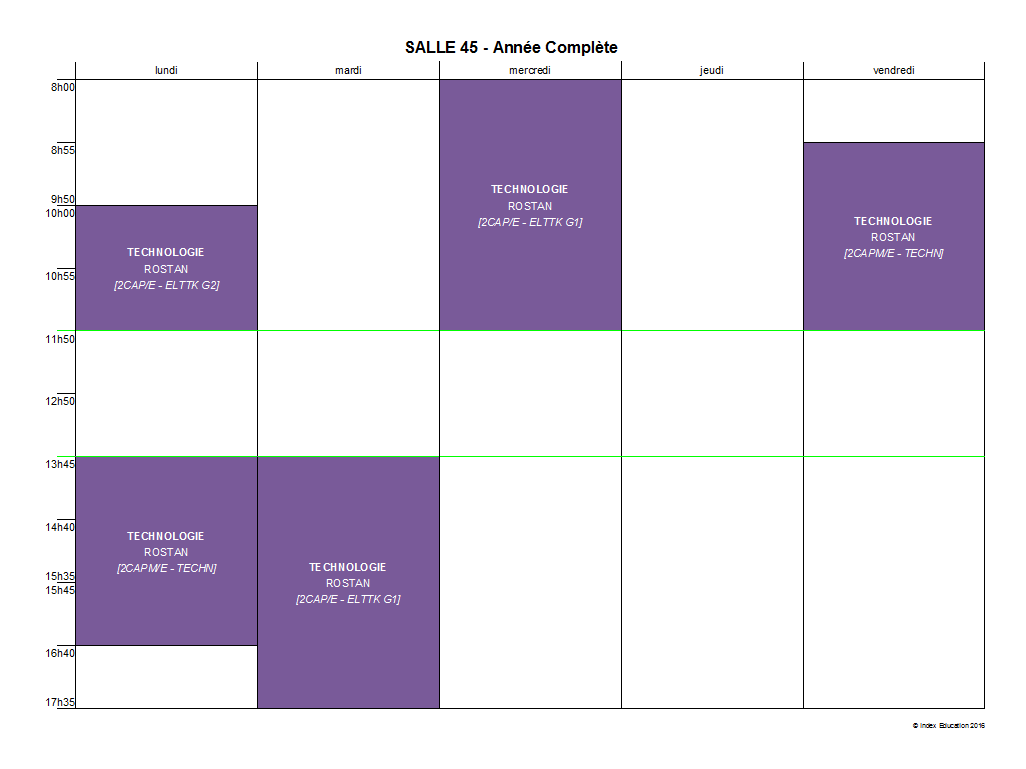 SALLE 45 - Année Complète
lundi
mardi
mercredi
jeudi
vendredi
8h00
8h55
9h50
10h00
10h55
11h50
12h50
13h45
14h40
15h35
15h45
16h40
17h35
TECHNOLOGIE
ROSTAN
[2CAP/E - ELTTK G2]
TECHNOLOGIE
ROSTAN
[2CAPM/E - TECHN]
TECHNOLOGIE
ROSTAN
[2CAP/E - ELTTK G1]
TECHNOLOGIE
ROSTAN
[2CAP/E - ELTTK G1]
TECHNOLOGIE
ROSTAN
[2CAPM/E - TECHN]
© Index Education 2016